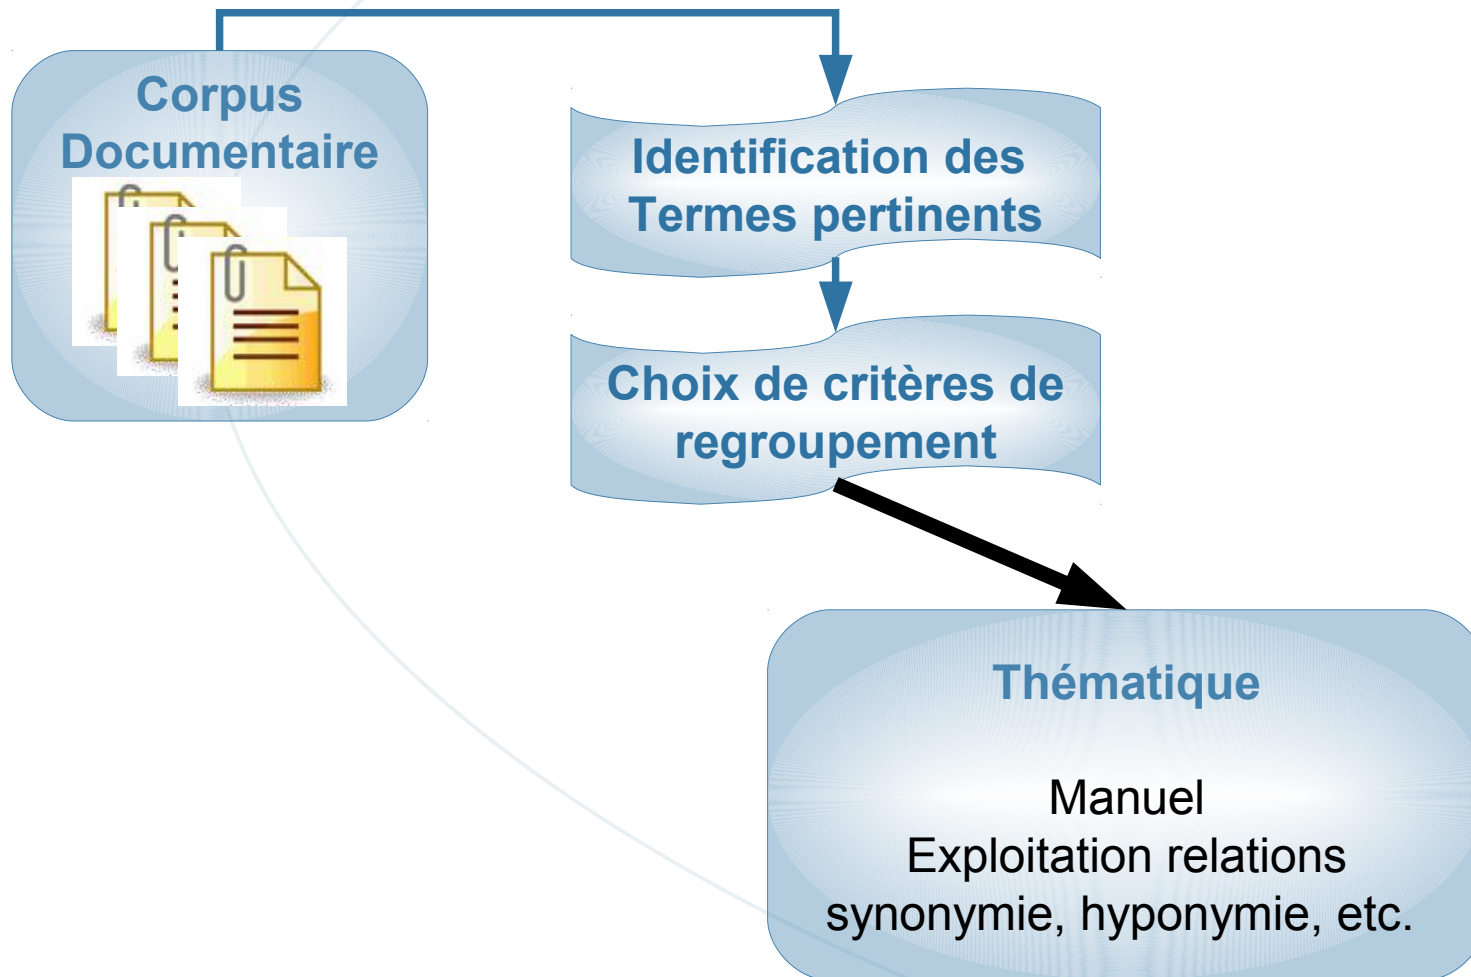 Corpus
Documentaire
Identification des
Termes pertinents
Choix de critères de
regroupement
Thématique
Manuel
Exploitation relations
synonymie, hyponymie, etc.